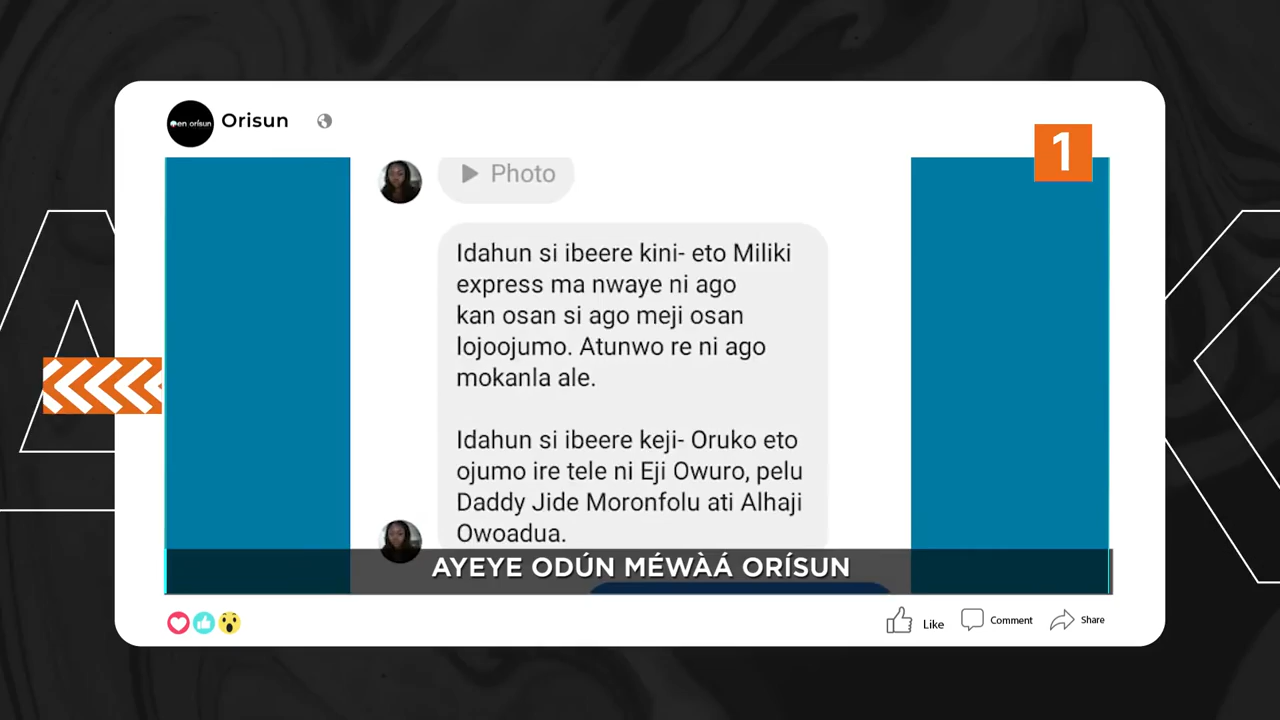 en orísun
Orisun
1
Photo
Idahun si ibeere kini- eto Miliki
express ma nwaye ni ago
kan osan si ago meji osan
lojoojumo. Atunwo re ni ago
mokanla ale.
Idahun si ibeere keji- Oruko eto
ojumo ire tele ni Eji Owuro, pelu
Daddy Jide Moronfolu ati Alhaji
Owoadua.
AYEYE ODÚN MÉWÀÁ ORÍSUN
Like
Comment
Share